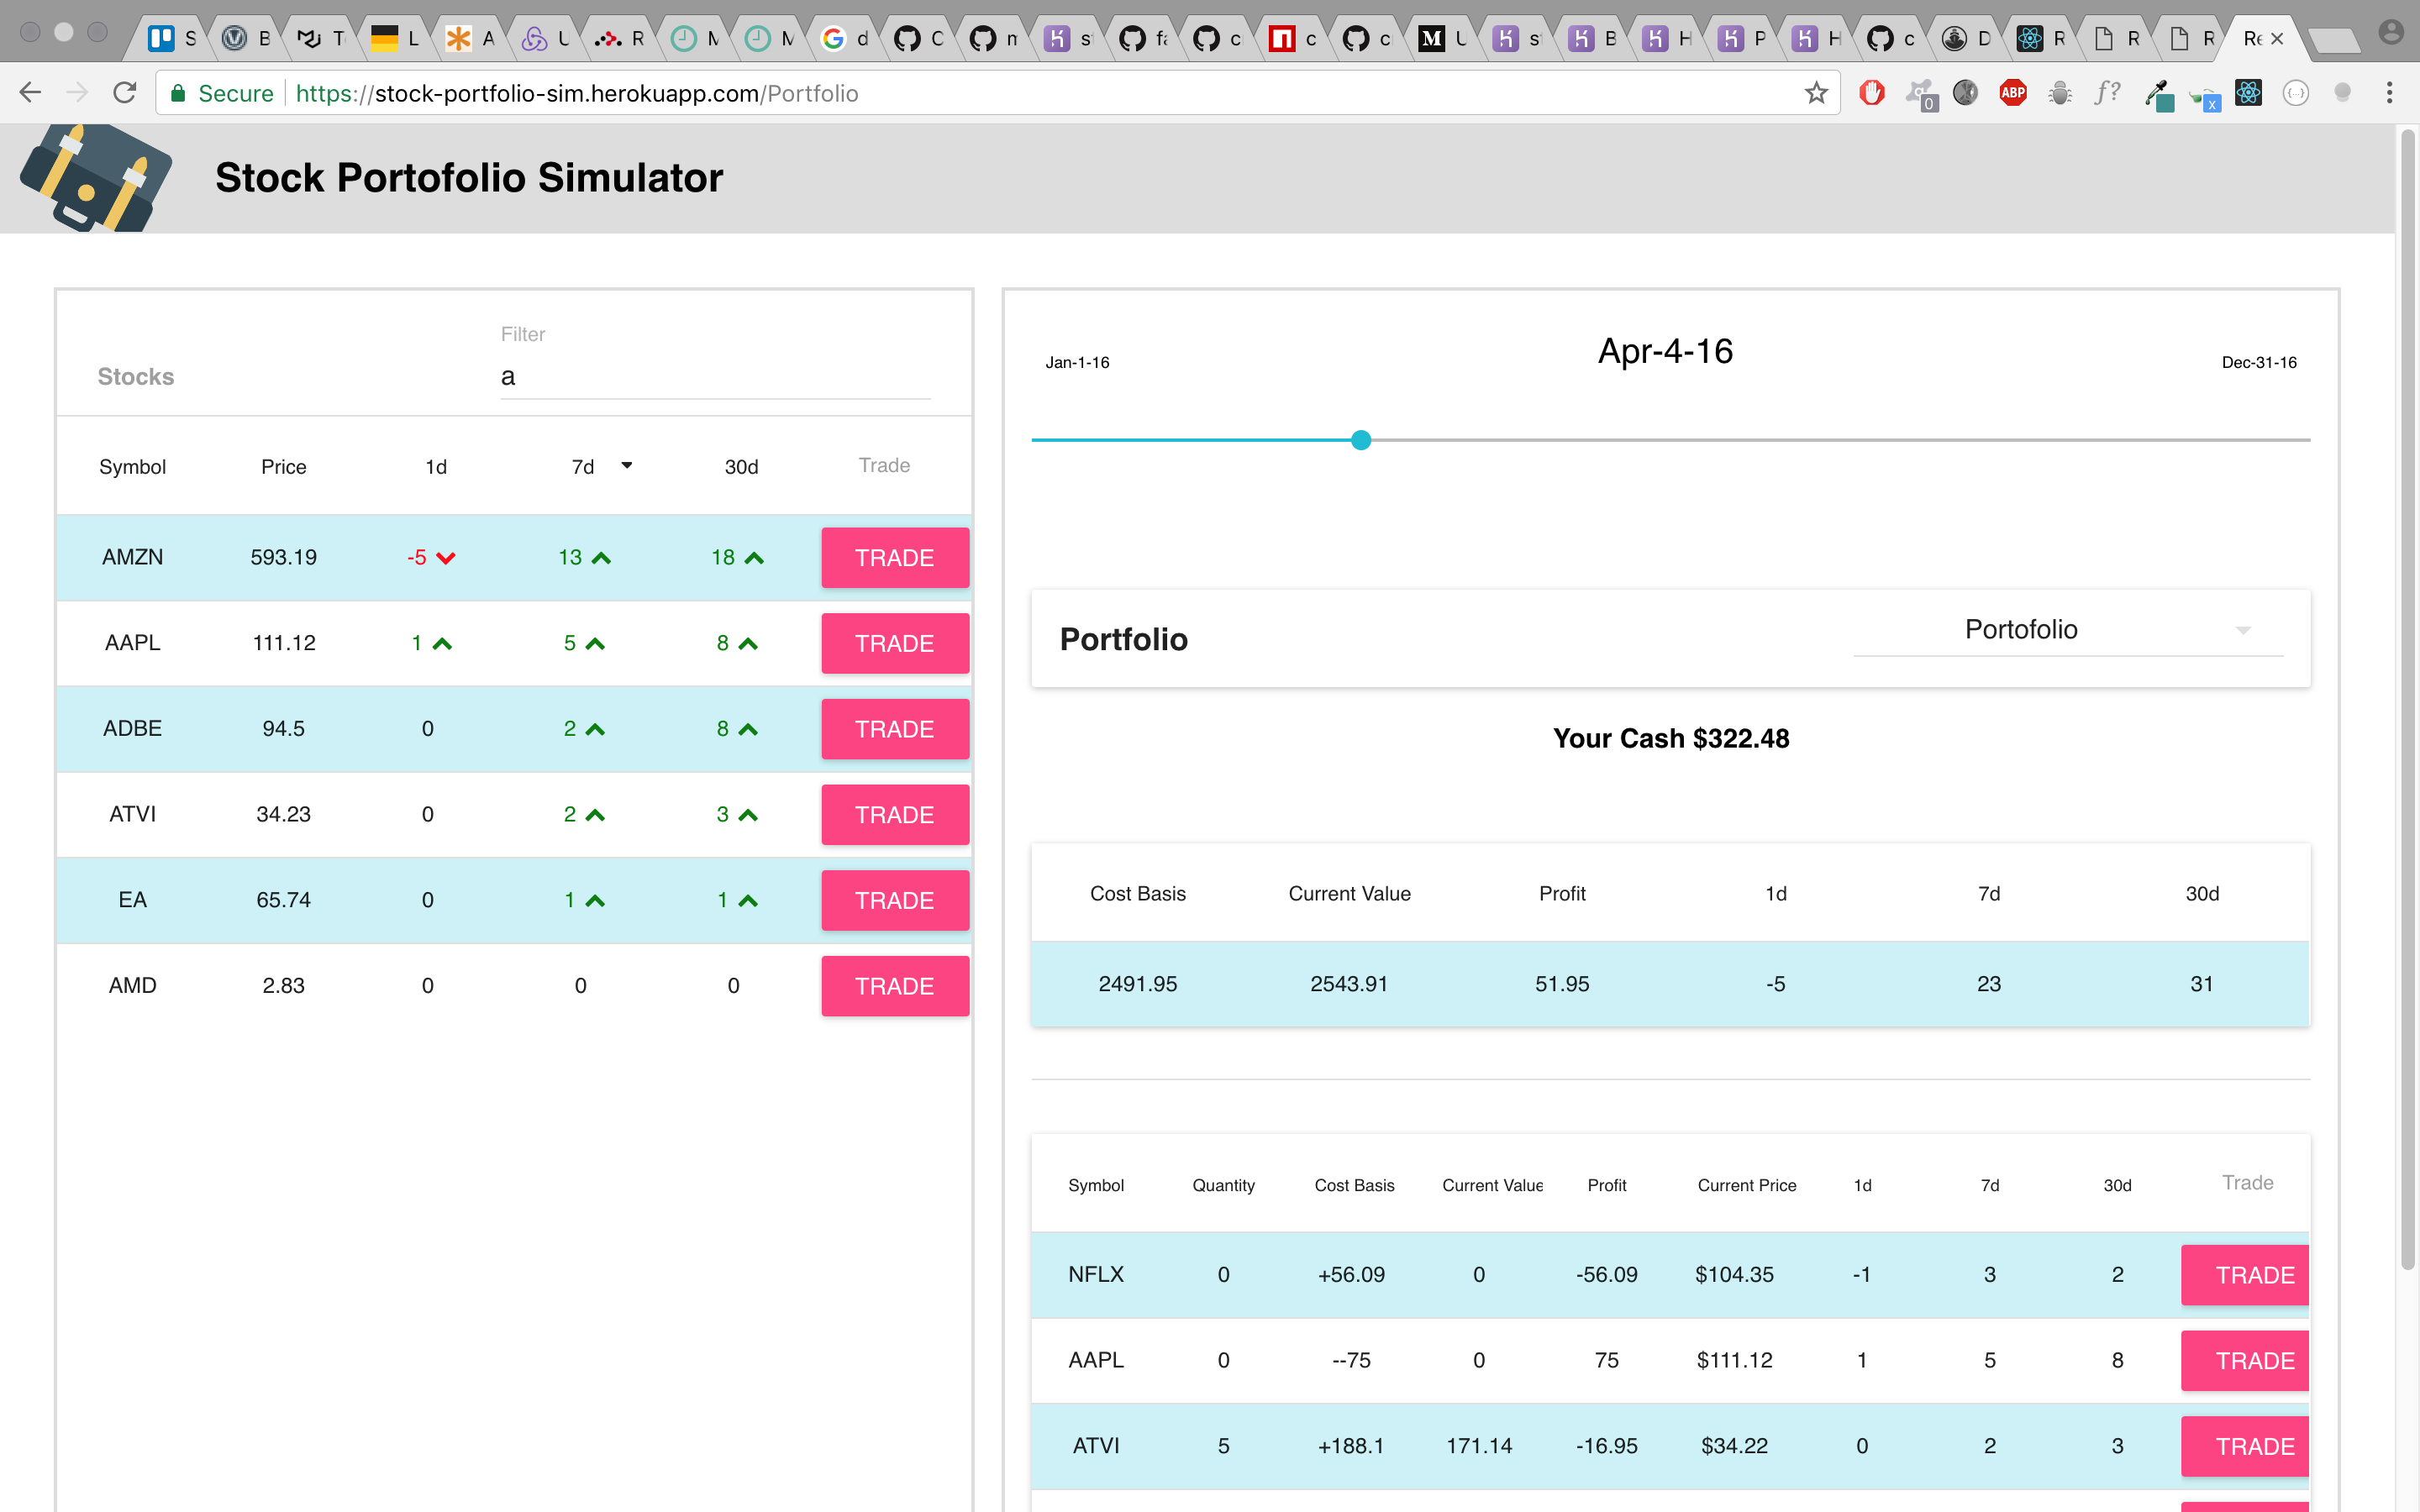 S B T L A U R M M d C m s fa c c c U s B H P H c D R R R Re
Secure https://stock-portfolio-sim.herokuapp.com/Portfolio
0 ABP f? x
Stock Portofolio Simulator
Stocks
Filter
a
Symbol Price 1d 7d 30d Trade
AMZN 593.19 -5 13 18 TRADE
AAPL 111.12 1 5 8 TRADE
ADBE 94.5 0 2 8 TRADE
ATVI 34.23 0 2 3 TRADE
EA 65.74 0 1 1 TRADE
AMD 2.83 0 0 0 TRADE
Jan-1-16 Apr-4-16 Dec-31-16
Portfolio Portofolio
Your Cash $322.48
Cost Basis Current Value Profit 1d 7d 30d
2491.95 2543.91 51.95 -5 23 31
Symbol Quantity Cost Basis Current Value Profit Current Price 1d 7d 30d Trade
NFLX 0 +56.09 0 -56.09 $104.35 -1 3 2 TRADE
AAPL 0 --75 0 75 $111.12 1 5 8 TRADE
ATVI 5 +188.1 171.14 -16.95 $34.22 0 2 3 TRADE